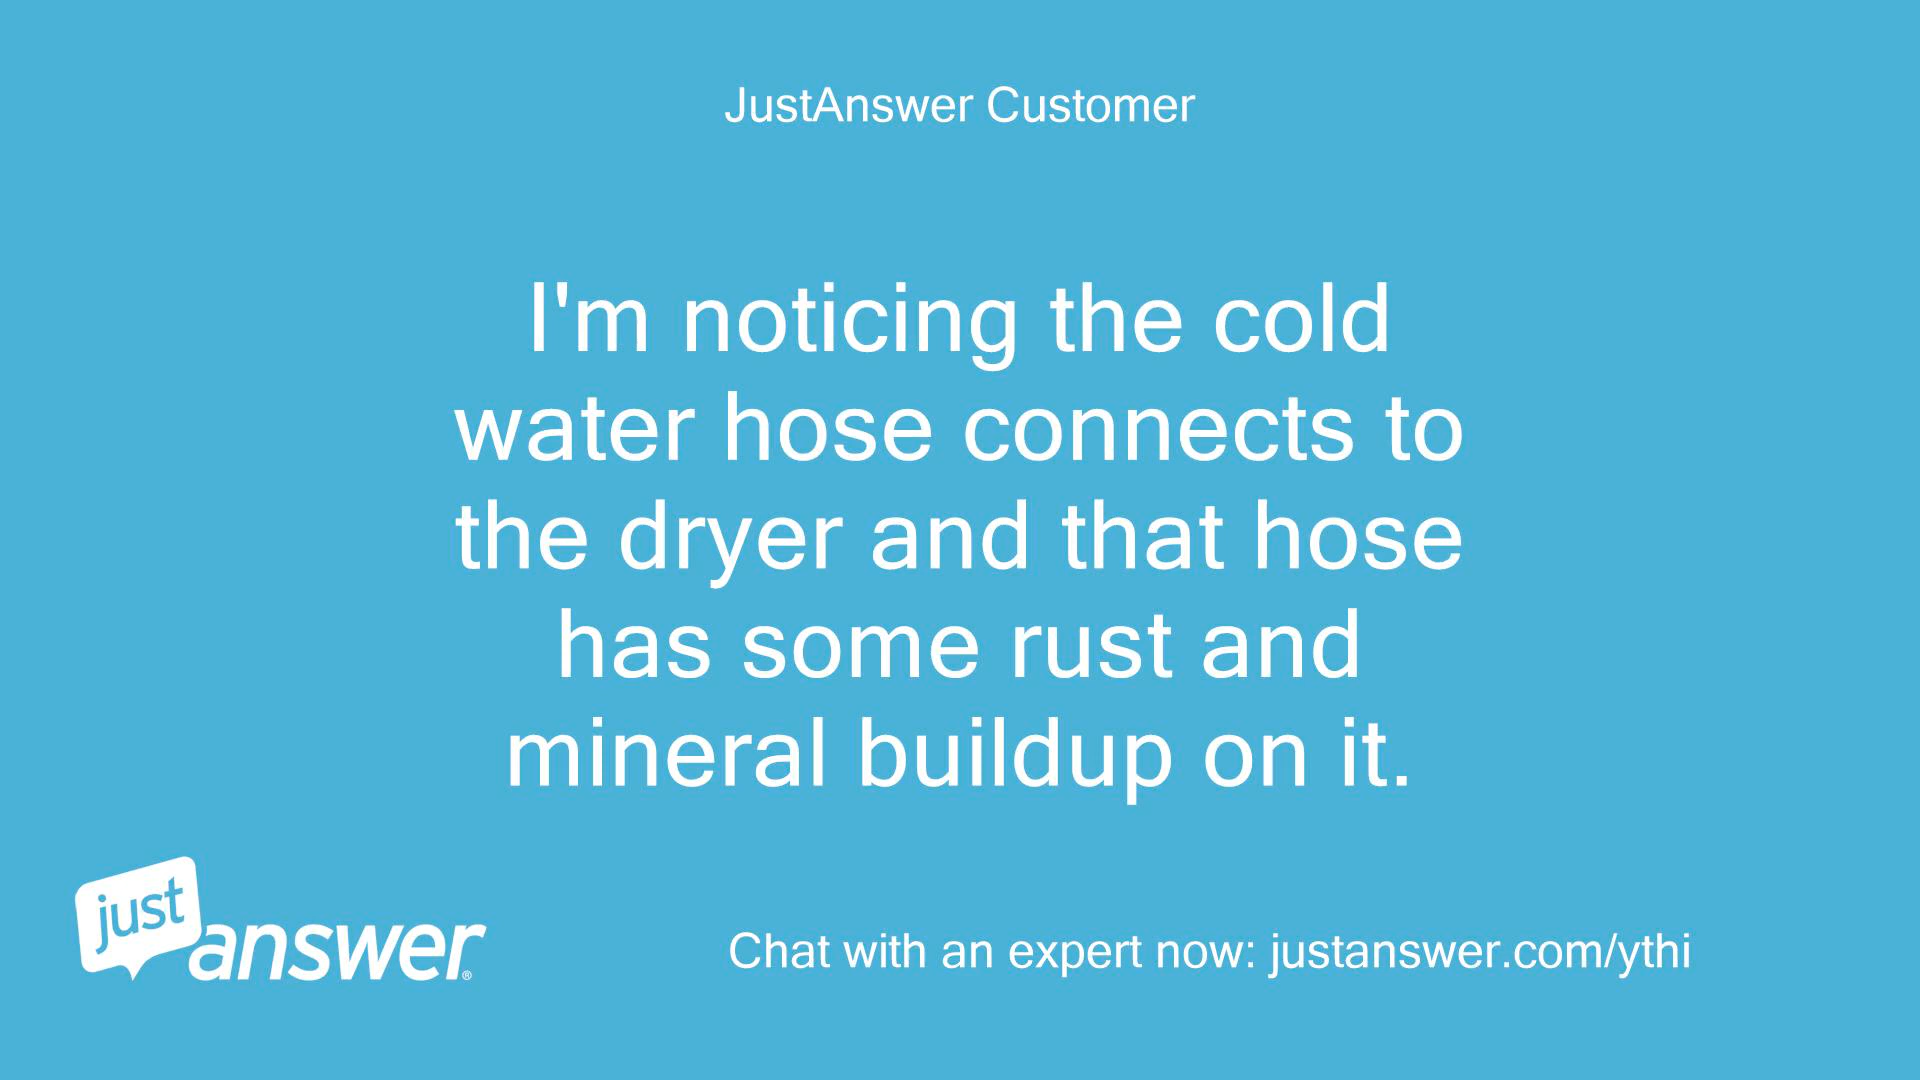 JustAnswer Customer
I'm noticing the cold
water hose connects to
the dryer and that hose
has some rust and
mineral buildup on it.
just
answer®
Chat with an expert now: justanswer.com/ythi